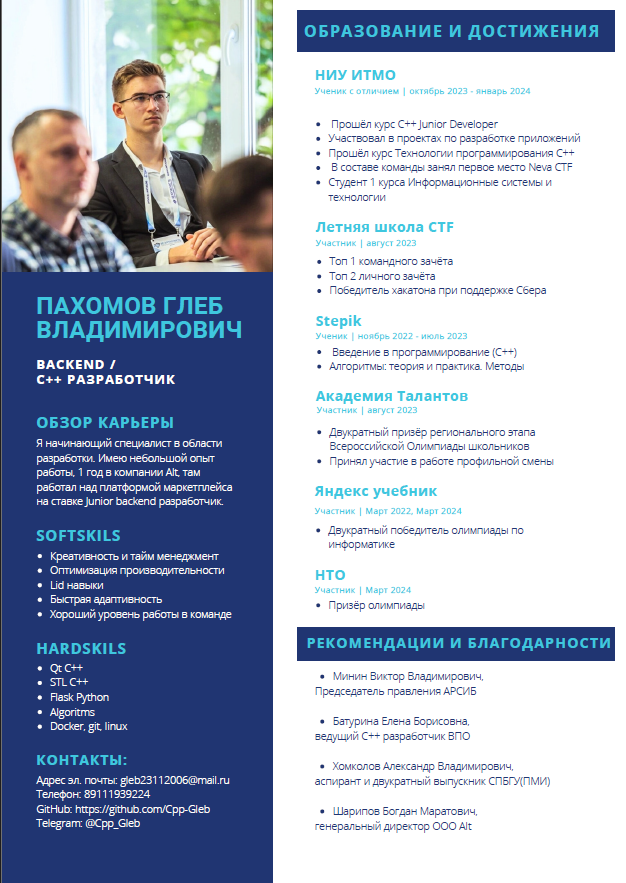 ПАХОМОВ ГЛЕБ
ВЛАДИМИРОВИЧ
BACKEND /
C++ РАЗРАБОТЧИК
ОБЗОР КАРЬЕРЫ
Я начинающий специалист в области
разработки. Имею небольшой опыт
работы, 1 год в компании Alt, там
работал над платформой маркетплейса
на ставке Junior backend разработчик.
SOFTSKILS
• Креативность и тайм менеджмент
• Оптимизация производительности
• Lid навыки
• Быстрая адаптивность
• Хороший уровень работы в команде
HARDSKILS
• Qt C++
• STL C++
• Flask Python
• Algoritms
• Docker, git, linux
КОНТАКТЫ:
Адрес эл. почты: gleb23112006@mail.ru
Телефон: 89111939224
GitHub: https://github.com/Cpp-Gleb
Telegram: @Cpp_Gleb
ОБРАЗОВАНИЕ И ДОСТИЖЕНИЯ
НИУ ИТМО
Ученик с отличием | октябрь 2023 - январь 2024
• Прошёл курс C++ Junior Developer
• Участвовал в проектах по разработке приложений
• Прошёл курс Технологии программирования C++
• В составе команды занял первое место Neva CTF
• Студент 1 курса Информационные системы и
технологии
Летняя школа CTF
Участник | август 2023
• Топ 1 командного зачёта
• Топ 2 личного зачёта
• Победитель хакатона при поддержке Сбера
Stepik
Ученик | ноябрь 2022 - июль 2023
• Введение в программирование (C++)
• Алгоритмы: теория и практика. Методы
Академия Талантов
Участник | август 2023
• Двукратный призёр регионального этапа
Всероссийской Олимпиады школьников
• Принял участие в работе профильной смены
Яндекс учебник
Участник | Март 2022, Март 2024
• Двукратный победитель олимпиады по
информатике
НТО
Участник | Март 2024
• Призёр олимпиады
РЕКОМЕНДАЦИИ И БЛАГОДАРНОСТИ
• Минин Виктор Владимирович,
Председатель правления АРСИБ
• Батурина Елена Борисовна,
ведущий C++ разработчик ВПО
• Хомколов Александр Владимирович,
аспирант и двукратный выпускник СПБГУ(ПМИ)
• Шарипов Богдан Маратович,
генеральный директор ООО Alt